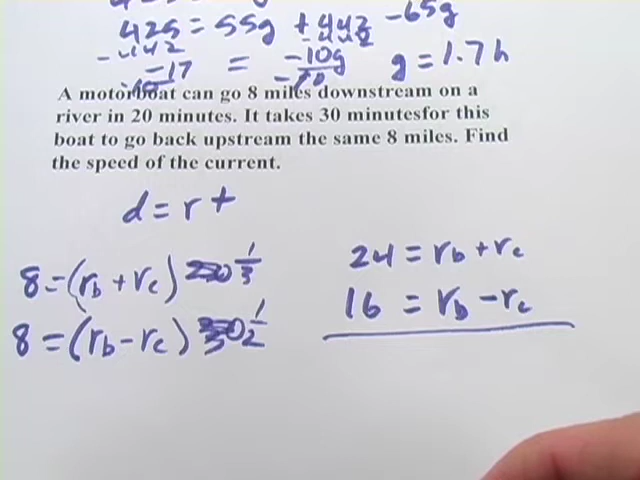 425 = 55g + 442 - 65g
-442 - 442
-17 = -10g g = 1.7h
A motorboat can go 8 miles downstream on a
river in 20 minutes. It takes 30 minutesfor this
boat to go back upstream the same 8 miles. Find
the speed of the current.
d = r t
8 = (rb + rc) 1/3
24 = rb + rc
8 = (rb - rc) 1/2
16 = rb - rc